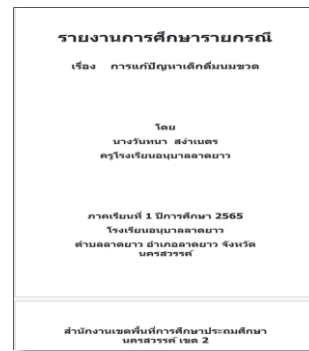 รายงานการศึกษารายกรณี
เรื่อง การแก้ปัญหาเด็กดื่มนมขวด
โดย
นางวันทนา สง่าเนตร
ครูโรงเรียนอนุบาลลาดยาว
ภาคเรียนที่ 1 ปีการศึกษา 2565
โรงเรียนอนุบาลลาดยาว
ตำบลลาดยาว อำเภอลาดยาว จังหวัด
นครสวรรค์
สำนักงานเขตพื้นที่การศึกษาประถมศึกษา
นครสวรรค์ เขต 2